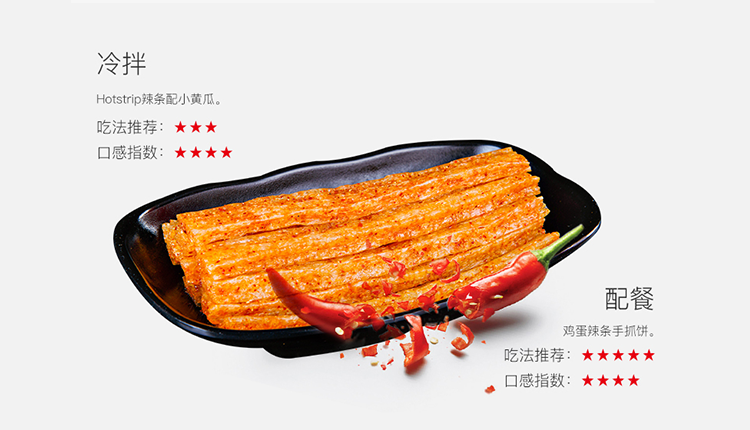 冷拌
Hotstrip辣条配小黄瓜。
吃法推荐：★★★
口感指数：★★★★
配餐
鸡蛋辣条手抓饼。
吃法推荐：★★★★★
口感指数：★★★★